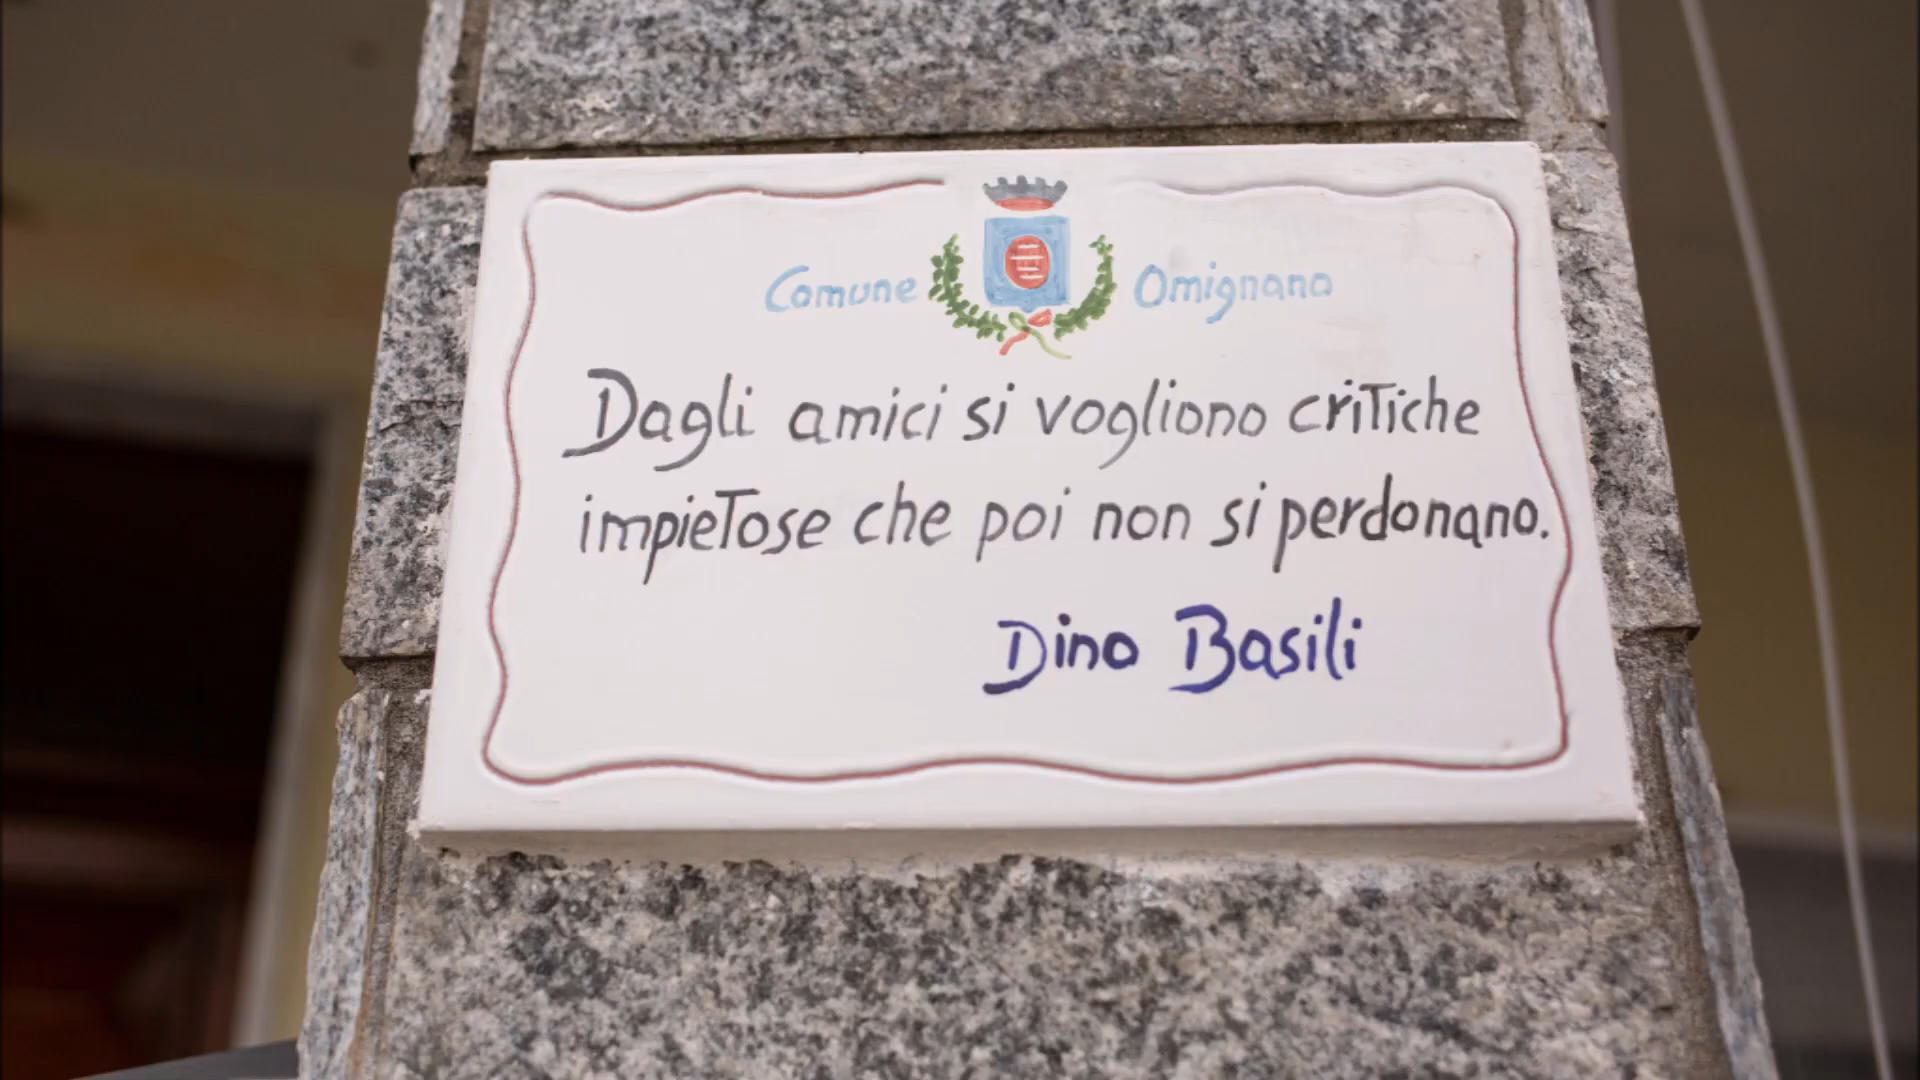 Comune Omignano
Dagli amici si vogliono critiche
impietose che poi non si perdonano.
Dino Basili